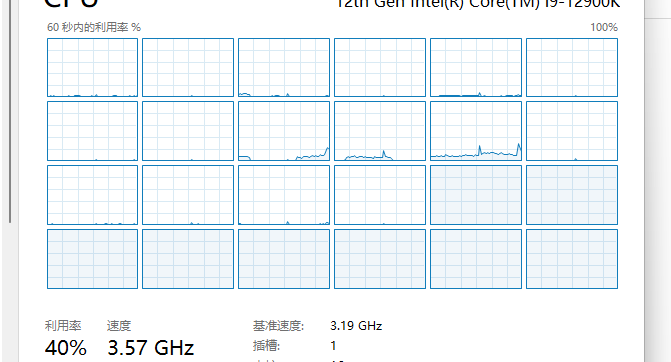 CPU
12th Gen Intel(R) Core(TM) i9-12900K
60 秒内的利用率 %
100%
利用率
速度
基准速度:
3.19 GHz
40%
3.57 GHz
插槽:
1